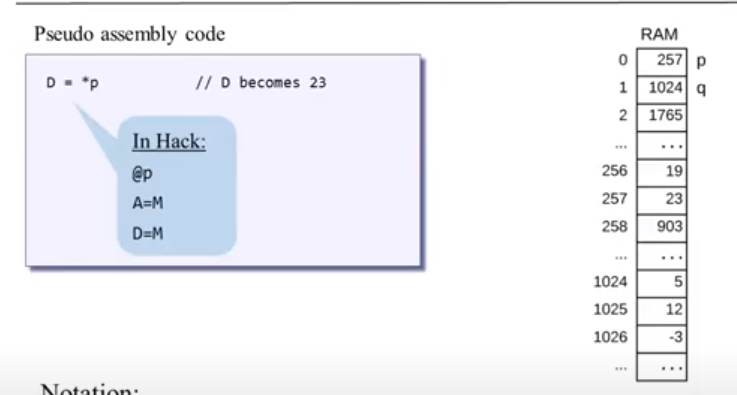 Pseudo assembly code
D = *p // D becomes 23
In Hack:
@p
A=M
D=M
RAM
0 257 p
1 1024 q
2 1765
... ...
256 19
257 23
258 903
... ...
1024 5
1025 12
1026 -3
... ...
Notation: